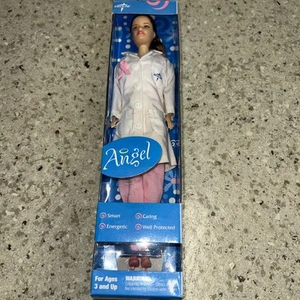 Angel
Smart
Caring
Energetic
Well Protected
For Ages
3 and Up
WARNING: